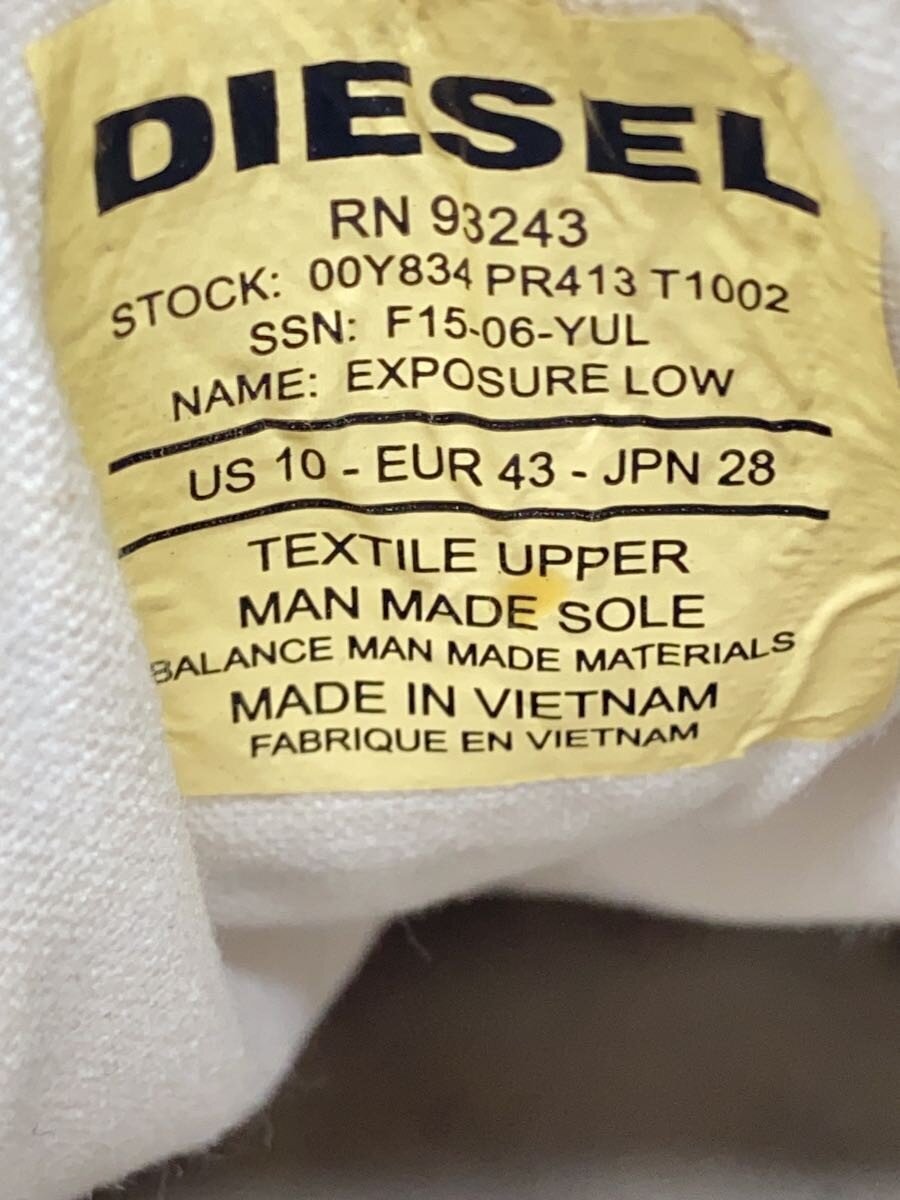 DIESEL
RN 93243
STOCK: 00Y834 PR413 T1002
SSN: F15-06-YUL
NAME: EXPOSURE LOW
US 10 - EUR 43 - JPN 28
TEXTILE UPPER
MAN MADE SOLE
BALANCE MAN MADE MATERIALS
MADE IN VIETNAM
FABRIQUE EN VIETNAM